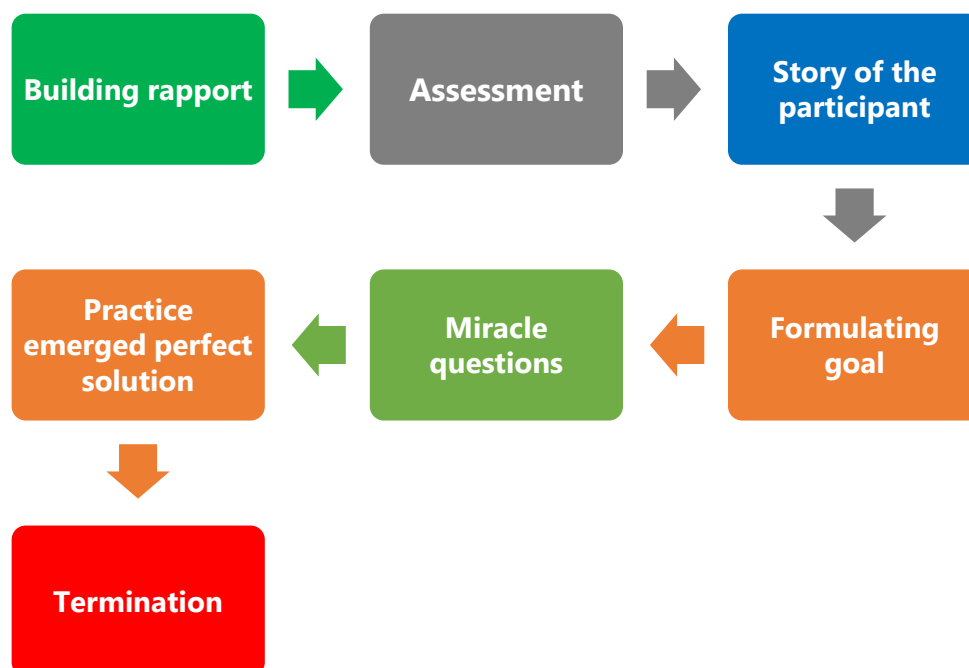 Building rapport
Assessment
Story of the
participant
Formulating
goal
Miracle
questions
Practice
emerged perfect
solution
Termination